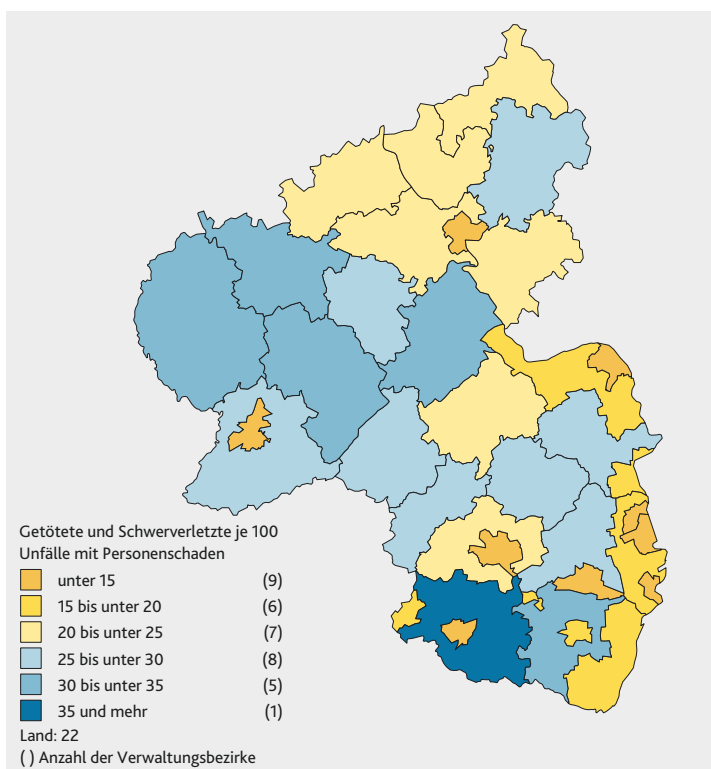 Getötete und Schwerverletzte je 100
Unfälle mit Personenschaden
unter 15 (9)
15 bis unter 20 (6)
20 bis unter 25 (7)
25 bis unter 30 (8)
30 bis unter 35 (5)
35 und mehr (1)
Land: 22
( ) Anzahl der Verwaltungsbezirke